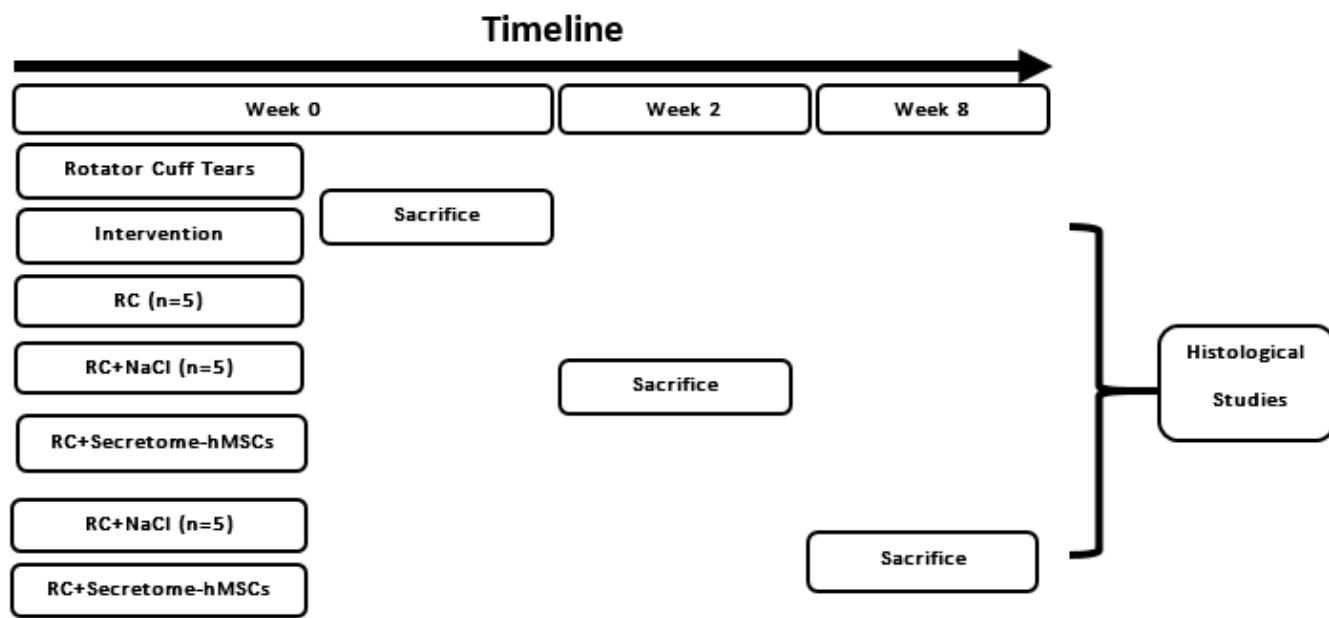 Timeline
Week 0
Week 2
Week 8
Rotator Cuff Tears
Sacrifice
Intervention
RC (n=5)
RC+NaCl (n=5)
Sacrifice
RC+Secretome-hMSCs
RC+NaCl (n=5)
Sacrifice
RC+Secretome-hMSCs
Histological
Studies